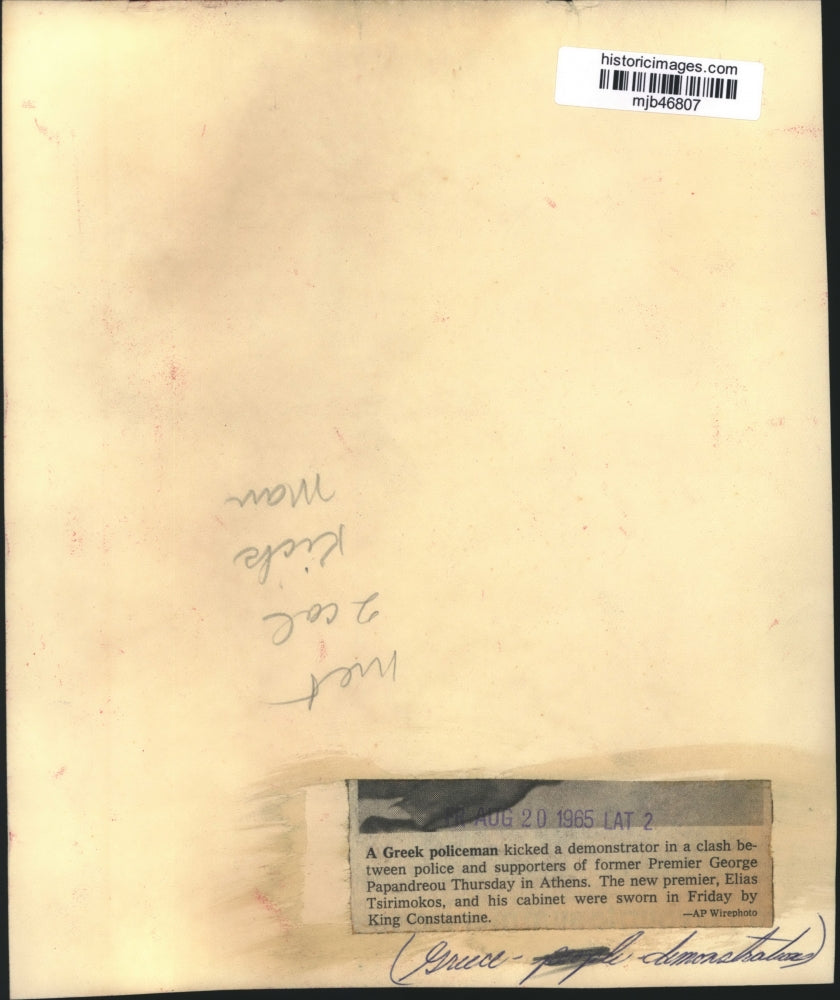 historicimages.com
mjb46807
met
2 col
Kicks
Man
FR AUG 20 1965 LAT 2
A Greek policeman kicked a demonstrator in a clash be-
tween police and supporters of former Premier George
Papandreou Thursday in Athens. The new premier, Elias
Tsirimokos, and his cabinet were sworn in Friday by
King Constantine.
—AP Wirephoto
(Greece - people - demonstrations)